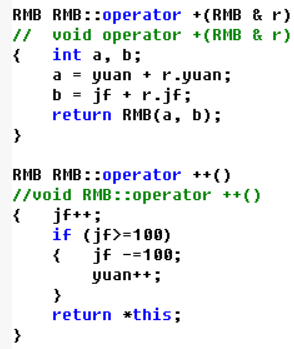 RMB RMB::operator +(RMB & r)
//  void operator +(RMB & r)
{   int a, b;
    a = yuan + r.yuan;
    b = jf + r.jf;
    return RMB(a, b);
}

RMB RMB::operator ++()
//void RMB::operator ++()
{   jf++;
    if (jf>=100)
    {   jf -=100;
        yuan++;
    }
    return *this;
}